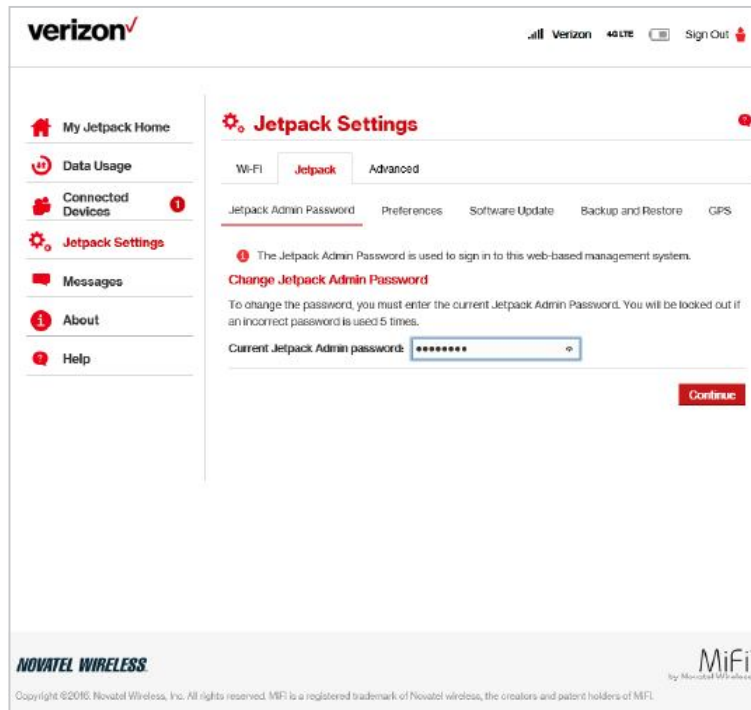 verizon
Verizon 4G LTE Sign Out
My Jetpack Home
Data Usage
Connected Devices 1
Jetpack Settings
Messages
About
Help
Jetpack Settings
Wi-Fi Jetpack Advanced
Jetpack Admin Password Preferences Software Update Backup and Restore GPS
The Jetpack Admin Password is used to sign in to this web-based management system.
Change Jetpack Admin Password
To change the password, you must enter the current Jetpack Admin Password. You will be locked out if
an incorrect password is used 5 times.
Current Jetpack Admin password: ••••••••
Continue
NOVATEL WIRELESS.
MiFi
by Novatel Wireless
Copyright ©2016. Novatel Wireless, Inc. All rights reserved. MiFi is a registered trademark of Novatel wireless, the creators and patent holders of MiFi.